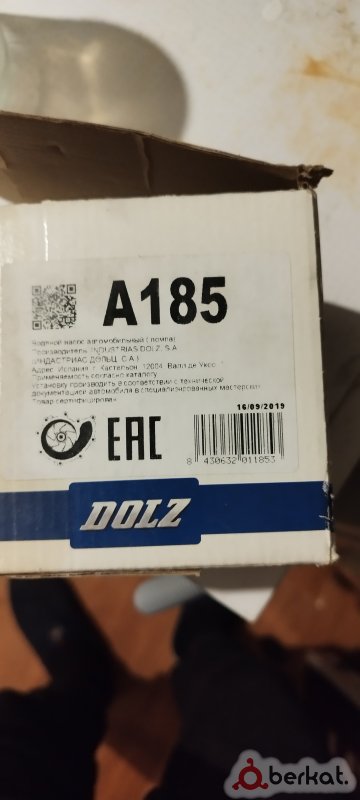 A185
Водяной насос автомобильный (помпа)
Производитель: INDUSTRIAS DOLZ, S.A.
(ИНДАСТРИАС ДОЛЬЦ, С.А.)
Адрес: Испания, г. Кастельон, 12004, Валл де Уксо
Применяемость согласно каталогу
Установку производить в соответствии с технической
документацией автомобиля в специализированных мастерских
Товар сертифицирован
16/09/2019
EAC
8 430632 011853
DOLZ
berkat.